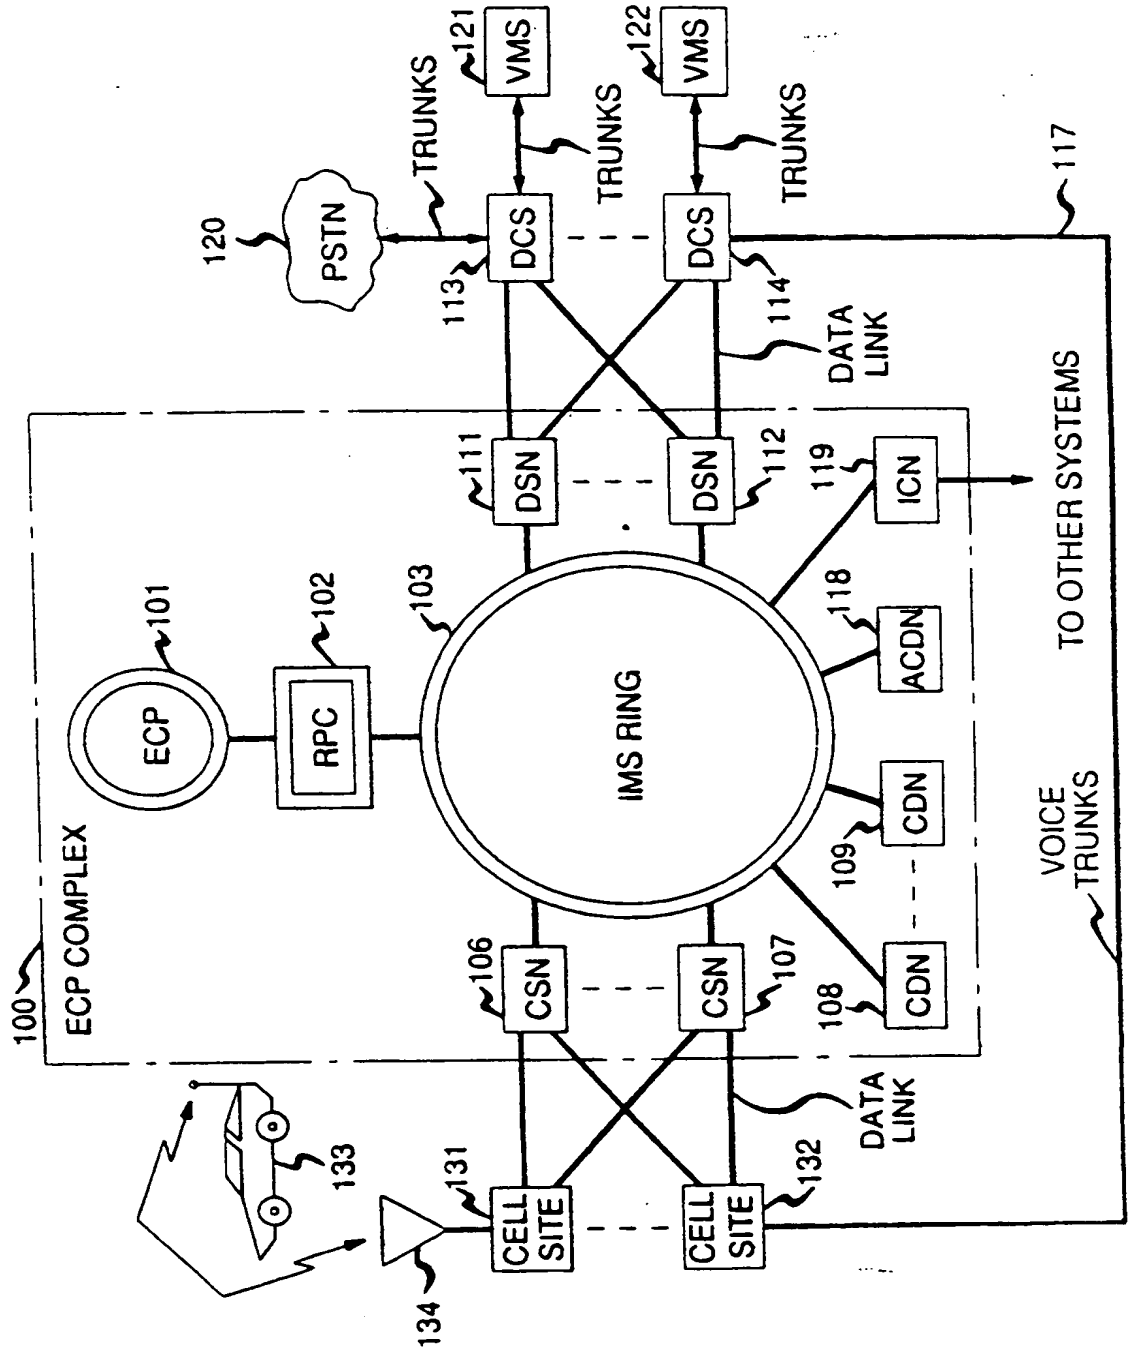 100
ECP COMPLEX
ECP
101
RPC
102
103
IMS RING
133
134
CELL
SITE
131
CELL
SITE
132
DATA
LINK
CSN
106
CSN
107
CDN
108
CDN
109
ACDN
118
ICN
119
DSN
111
DSN
112
DATA
LINK
PSTN
120
TRUNKS
DCS
113
DCS
114
TRUNKS
TRUNKS
VMS
121
VMS
122
TO OTHER SYSTEMS
VOICE
TRUNKS
117